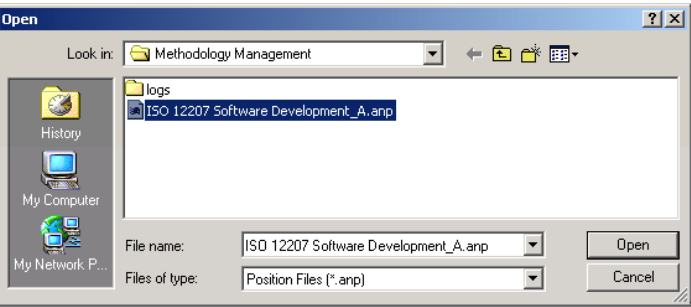 Open
Look in: Methodology Management
logs
ISO 12207 Software Development_A.anp
History
My Computer
My Network P...
File name: ISO 12207 Software Development_A.anp Open
Files of type: Position Files (*.anp) Cancel